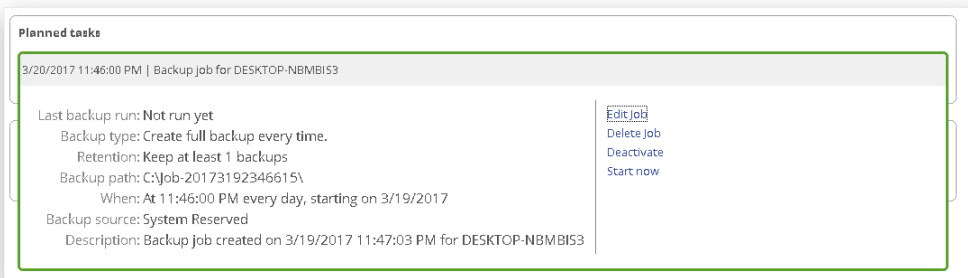 Planned tasks
3/20/2017 11:46:00 PM | Backup job for DESKTOP-NBMBIS3
Last backup run: Not run yet
Backup type: Create full backup every time.
Retention: Keep at least 1 backups
Backup path: C:\Job-20173192346615\
When: At 11:46:00 PM every day, starting on 3/19/2017
Backup source: System Reserved
Description: Backup job created on 3/19/2017 11:47:03 PM for DESKTOP-NBMBIS3
Edit Job
Delete Job
Deactivate
Start now